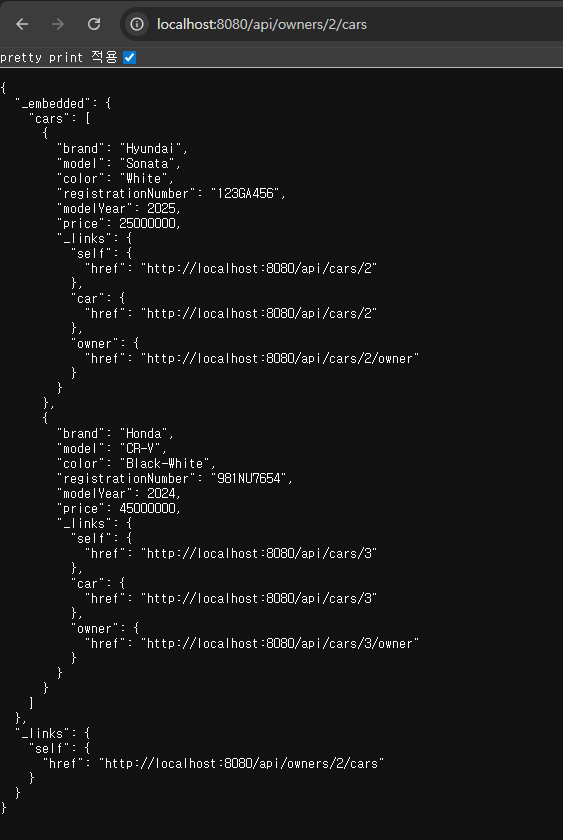 localhost:8080/api/owners/2/cars
pretty print 적용
{
  "_embedded": {
    "cars": [
      {
        "brand": "Hyundai",
        "model": "Sonata",
        "color": "White",
        "registrationNumber": "123GA456",
        "modelYear": 2025,
        "price": 25000000,
        "_links": {
          "self": {
            "href": "http://localhost:8080/api/cars/2"
          },
          "car": {
            "href": "http://localhost:8080/api/cars/2"
          },
          "owner": {
            "href": "http://localhost:8080/api/cars/2/owner"
          }
        }
      },
      {
        "brand": "Honda",
        "model": "CR-V",
        "color": "Black-White",
        "registrationNumber": "981NU7654",
        "modelYear": 2024,
        "price": 45000000,
        "_links": {
          "self": {
            "href": "http://localhost:8080/api/cars/3"
          },
          "car": {
            "href": "http://localhost:8080/api/cars/3"
          },
          "owner": {
            "href": "http://localhost:8080/api/cars/3/owner"
          }
        }
      }
    ]
  },
  "_links": {
    "self": {
      "href": "http://localhost:8080/api/owners/2/cars"
    }
  }
}